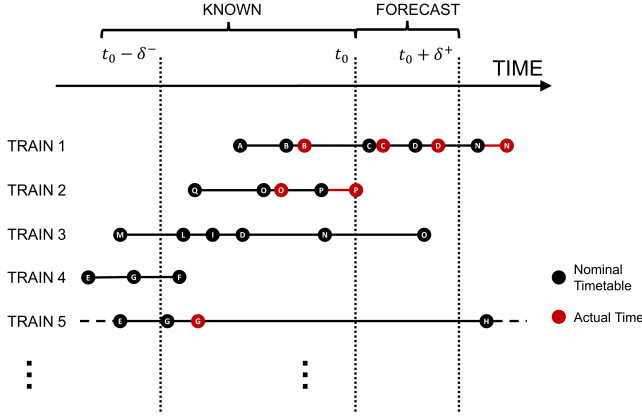 KNOWN FORECAST
t₀ − δ⁻ t₀ t₀ + δ⁺
TIME
TRAIN 1 A B B C C D D N N
TRAIN 2 Q O O P P
TRAIN 3 M L I D N O
TRAIN 4 E G F
TRAIN 5 E G G H
Nominal
Timetable
Actual Time